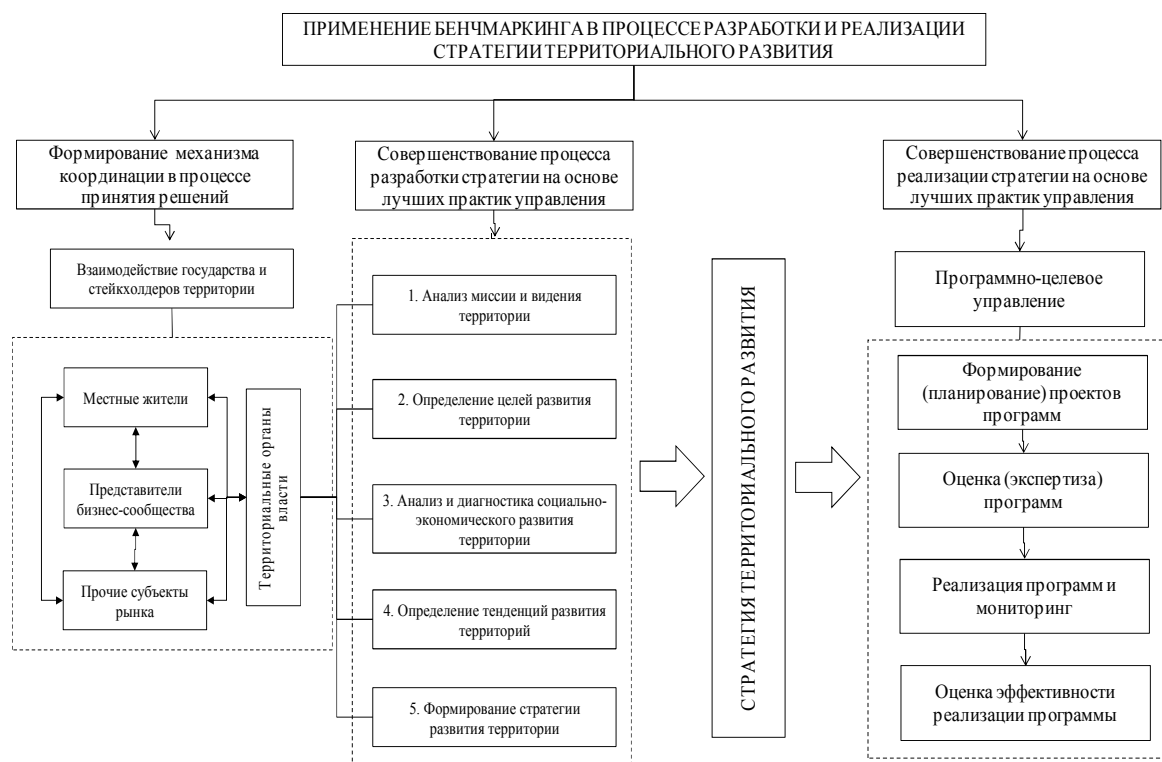 ПРИМЕНЕНИЕ БЕНЧМАРКИНГА В ПРОЦЕССЕ РАЗРАБОТКИ И РЕАЛИЗАЦИИ
СТРАТЕГИИ ТЕРРИТОРИАЛЬНОГО РАЗВИТИЯ
Формирование механизма
координации в процессе
принятия решений
Взаимодействие государства и
стейкхолдеров территории
Местные жители
Представители
бизнес-сообщества
Прочие субъекты
рынка
Территориальные органы
власти
Совершенствование процесса
разработки стратегии на основе
лучших практик управления
1. Анализ миссии и видения
территории
2. Определение целей развития
территории
3. Анализ и диагностика социально-
экономического развития
территории
4. Определение тенденций развития
территорий
5. Формирование стратегии
развития территории
СТРАТЕГИЯ ТЕРРИТОРИАЛЬНОГО РАЗВИТИЯ
Совершенствование процесса
реализации стратегии на основе
лучших практик управления
Программно-целевое
управление
Формирование
(планирование) проектов
программ
Оценка (экспертиза)
программ
Реализация программ и
мониторинг
Оценка эффективности
реализации программы